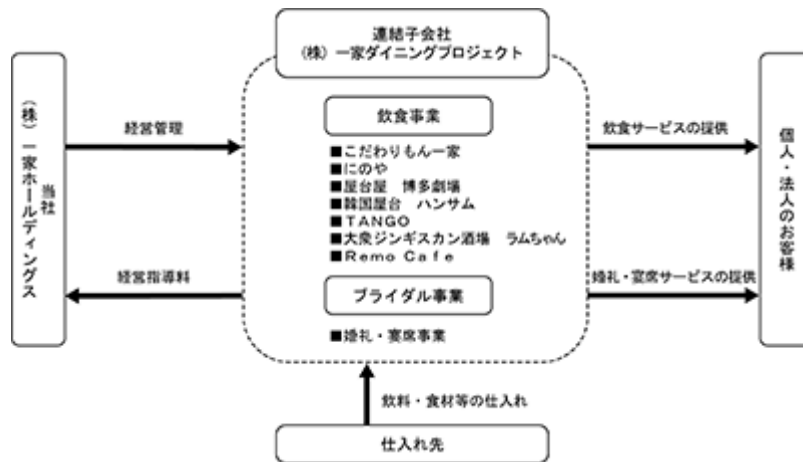 連結子会社
(株)一家ダイニングプロジェクト
(株)一家ホールディングス
当社
経営管理
経営指導料
飲食事業
■こだわりもん一家
■にのや
■屋台屋 博多劇場
■韓国屋台 ハンサム
■TANGO
■大衆ジンギスカン酒場 ラムちゃん
■Remo Cafe
ブライダル事業
■婚礼・宴席事業
飲食サービスの提供
婚礼・宴席サービスの提供
個人・法人のお客様
飲料・食材等の仕入れ
仕入れ先